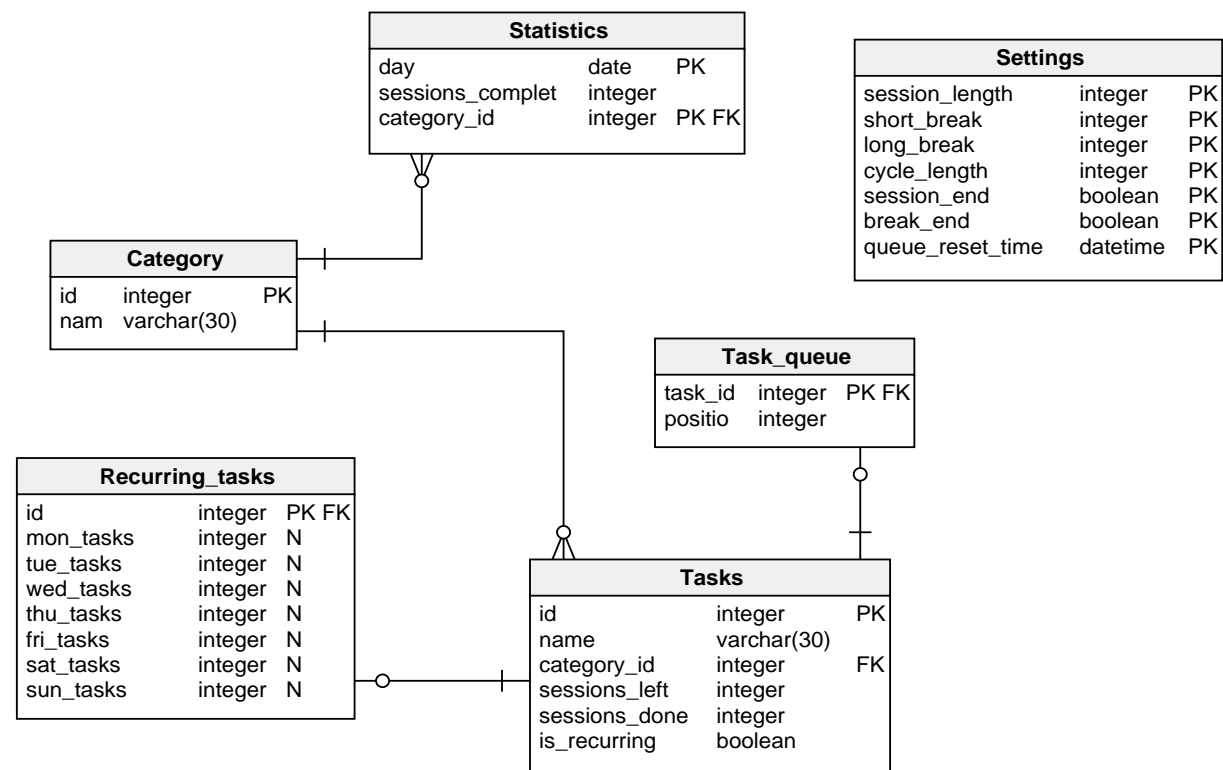 Statistics
day date PK
sessions_complet integer
category_id integer PK FK
Settings
session_length integer PK
short_break integer PK
long_break integer PK
cycle_length integer PK
session_end boolean PK
break_end boolean PK
queue_reset_time datetime PK
Category
id integer PK
nam varchar(30)
Task_queue
task_id integer PK FK
positio integer
Recurring_tasks
id integer PK FK
mon_tasks integer N
tue_tasks integer N
wed_tasks integer N
thu_tasks integer N
fri_tasks integer N
sat_tasks integer N
sun_tasks integer N
Tasks
id integer PK
name varchar(30)
category_id integer FK
sessions_left integer
sessions_done integer
is_recurring boolean